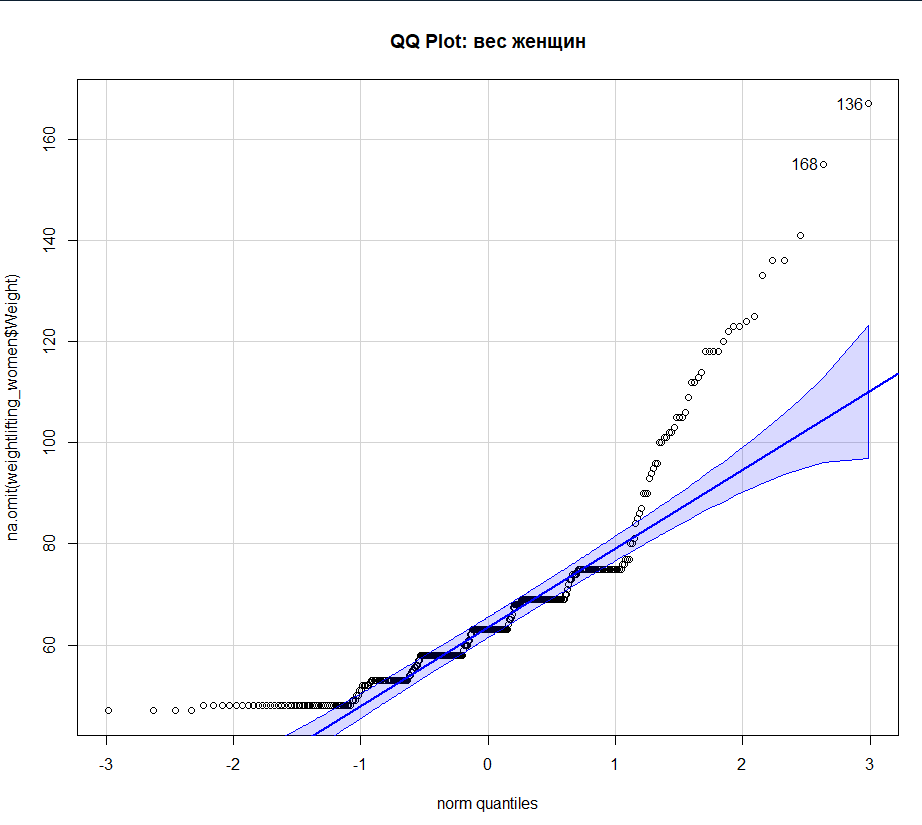 QQ Plot: вес женщин
136
168
160
140
120
100
80
60
na.omit(weightlifting_women$Weight)
-3 -2 -1 0 1 2 3
norm quantiles